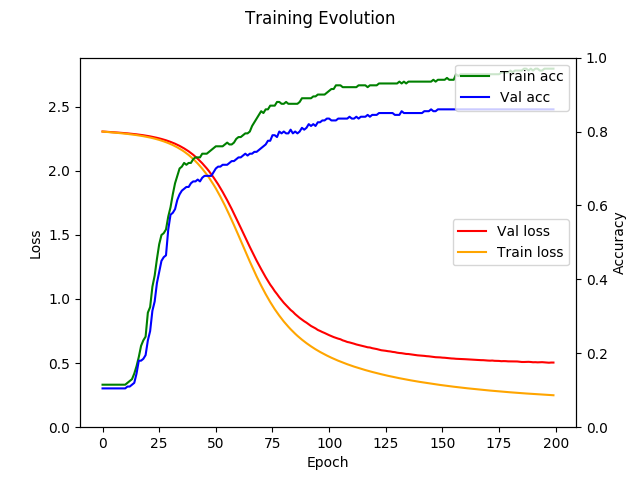 Training Evolution
Train acc
Val acc
Val loss
Train loss
Loss
Accuracy
2.5
2.0
1.5
1.0
0.5
0.0
1.0
0.8
0.6
0.4
0.2
0.0
0 25 50 75 100 125 150 175 200
Epoch